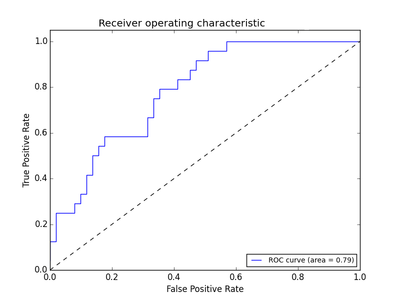 Receiver operating characteristic
1.0
0.8
0.6
0.4
0.2
0.0
True Positive Rate
ROC curve (area = 0.79)
0.0 0.2 0.4 0.6 0.8 1.0
False Positive Rate